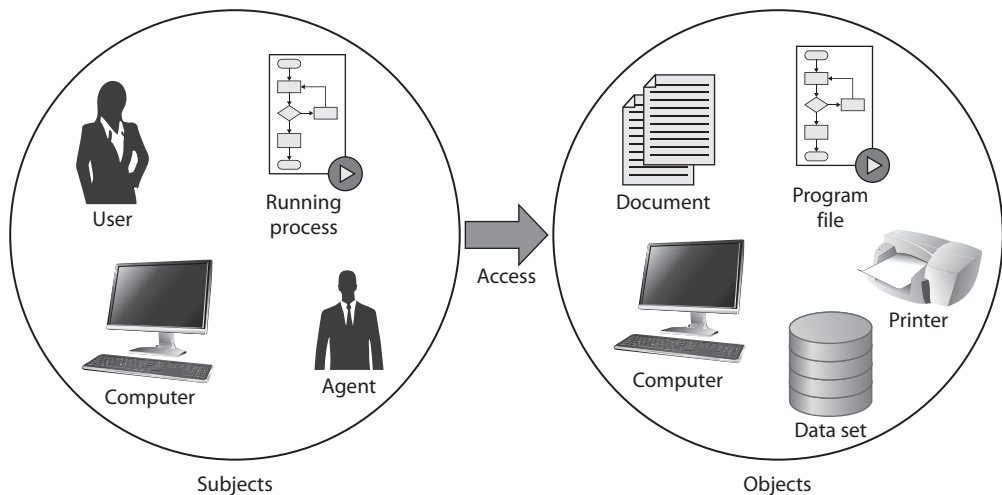 User
Running
process
Computer
Agent
Subjects
Access
Document
Program
file
Computer
Printer
Data set
Objects